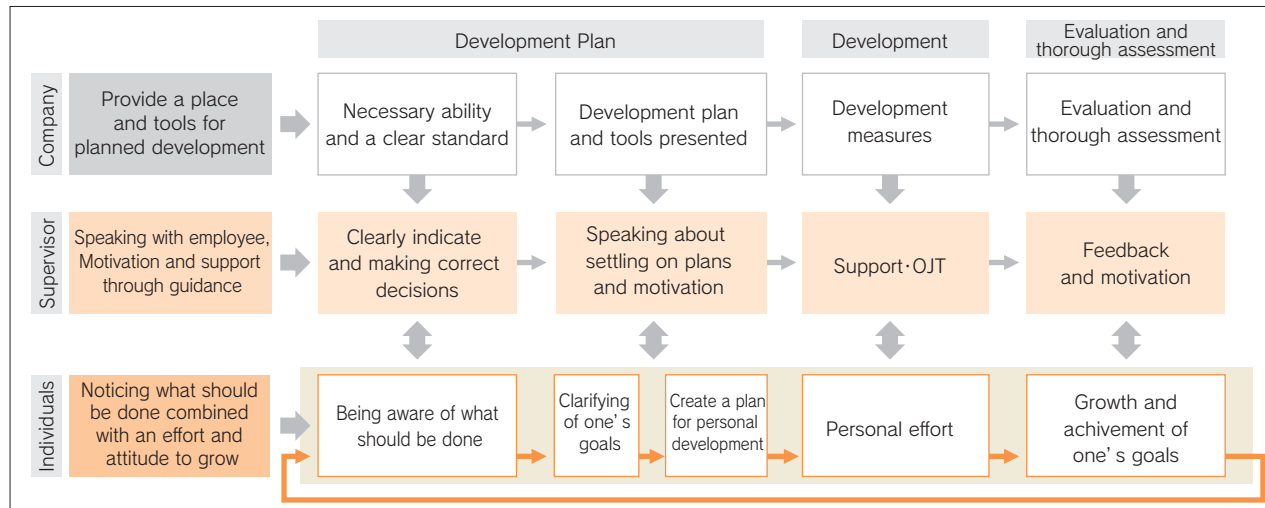 Development Plan
Development
Evaluation and
thorough assessment
Company
Provide a place
and tools for
planned development
Necessary ability
and a clear standard
Development plan
and tools presented
Development
measures
Evaluation and
thorough assessment
Supervisor
Speaking with employee,
Motivation and support
through guidance
Clearly indicate
and making correct
decisions
Speaking about
settling on plans
and motivation
Support·OJT
Feedback
and motivation
Individuals
Noticing what should
be done combined
with an effort and
attitude to grow
Being aware of what
should be done
Clarifying
of one's
goals
Create a plan
for personal
development
Personal effort
Growth and
achivement of
one's goals